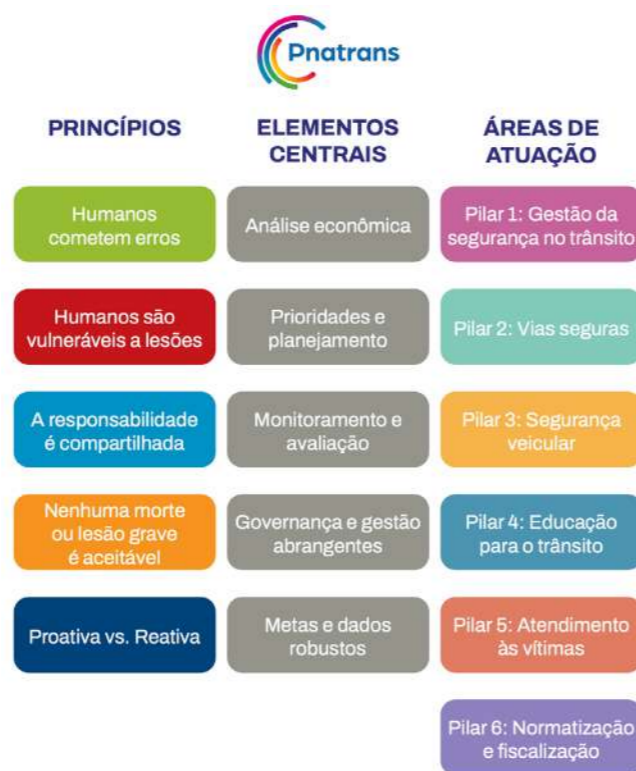 Pnatrans
PRINCÍPIOS
ELEMENTOS
CENTRAIS
ÁREAS DE
ATUAÇÃO
Humanos
cometem erros
Análise econômica
Pilar 1: Gestão da
segurança no trânsito
Humanos são
vulneráveis a lesões
Prioridades e
planejamento
Pilar 2: Vias seguras
A responsabilidade
é compartilhada
Monitoramento e
avaliação
Pilar 3: Segurança
veicular
Nenhuma morte
ou lesão grave
é aceitável
Governança e gestão
abrangentes
Pilar 4: Educação
para o trânsito
Proativa vs. Reativa
Metas e dados
robustos
Pilar 5: Atendimento
às vítimas
Pilar 6: Normatização
e fiscalização